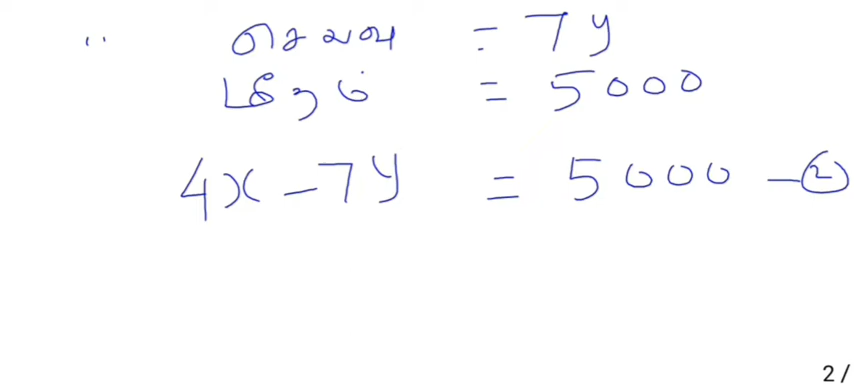 " செலவு = 7y
மீதம் = 5000
4x - 7y = 5000 - ②
2/